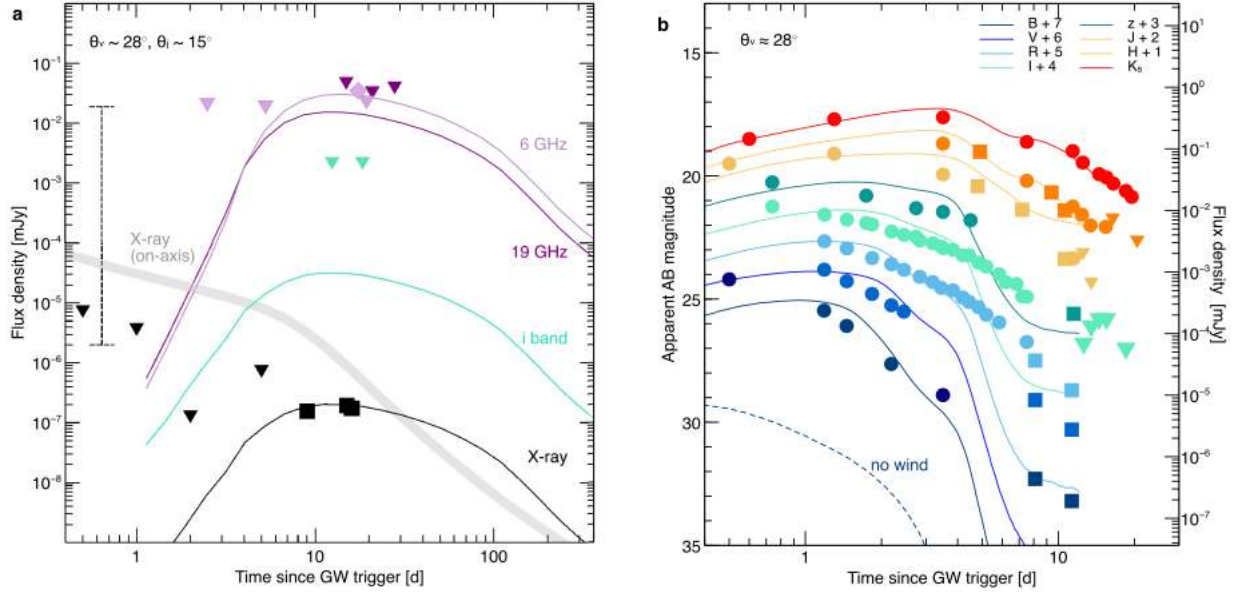 a
θv ~ 28°, θj ~ 15°
10⁻¹
10⁻²
10⁻³
10⁻⁴
10⁻⁵
10⁻⁶
10⁻⁷
10⁻⁸
Flux density [mJy]
6 GHz
19 GHz
X-ray
(on-axis)
i band
X-ray
1
10
100
Time since GW trigger [d]
b
θv ≈ 28°
B + 7
V + 6
R + 5
I + 4
z + 3
J + 2
H + 1
Ks
15
20
25
30
35
Apparent AB magnitude
no wind
10¹
10⁰
10⁻¹
10⁻²
10⁻³
10⁻⁴
10⁻⁵
10⁻⁶
10⁻⁷
Flux density [mJy]
1
10
Time since GW trigger [d]